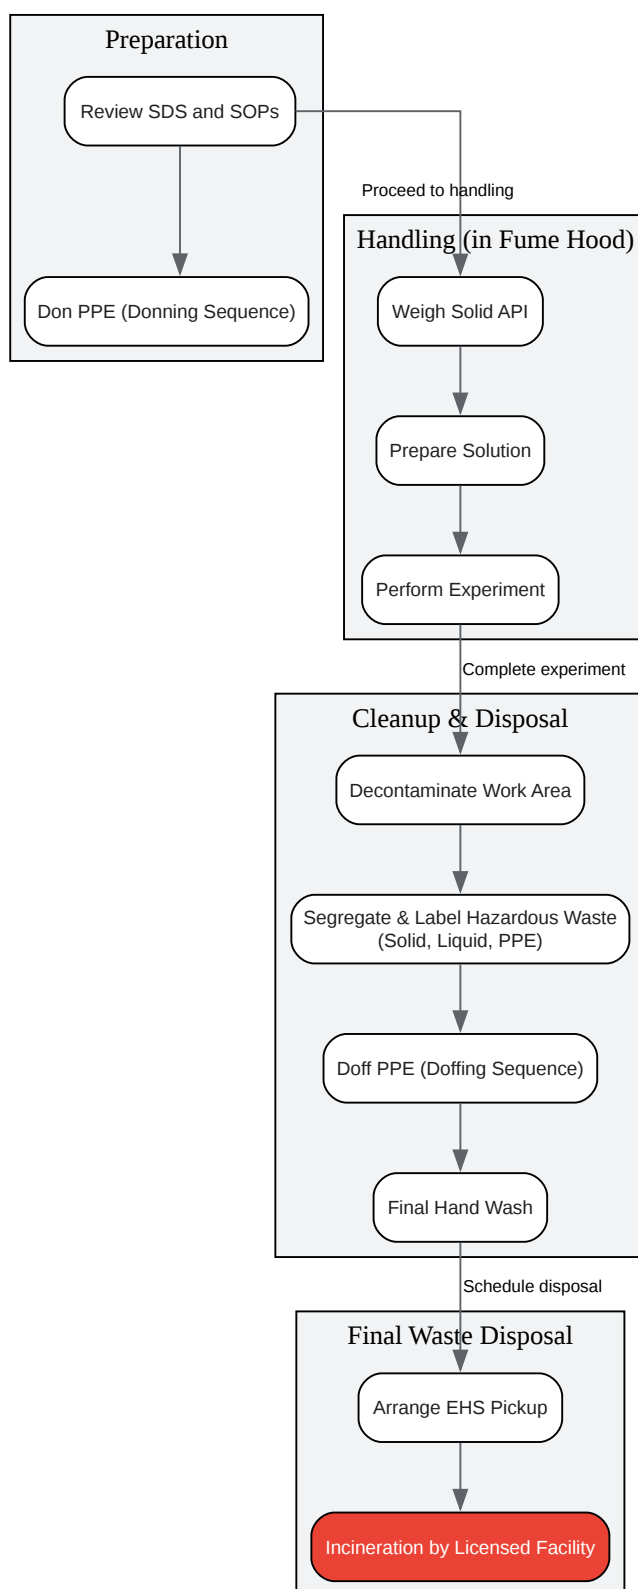 Preparation
Review SDS and SOPs
Don PPE (Donning Sequence)
Proceed to handling
Handling (in Fume Hood)
Weigh Solid API
Prepare Solution
Perform Experiment
Complete experiment
Cleanup & Disposal
Decontaminate Work Area
Segregate & Label Hazardous Waste
(Solid, Liquid, PPE)
Doff PPE (Doffing Sequence)
Final Hand Wash
Schedule disposal
Final Waste Disposal
Arrange EHS Pickup
Incineration by Licensed Facility